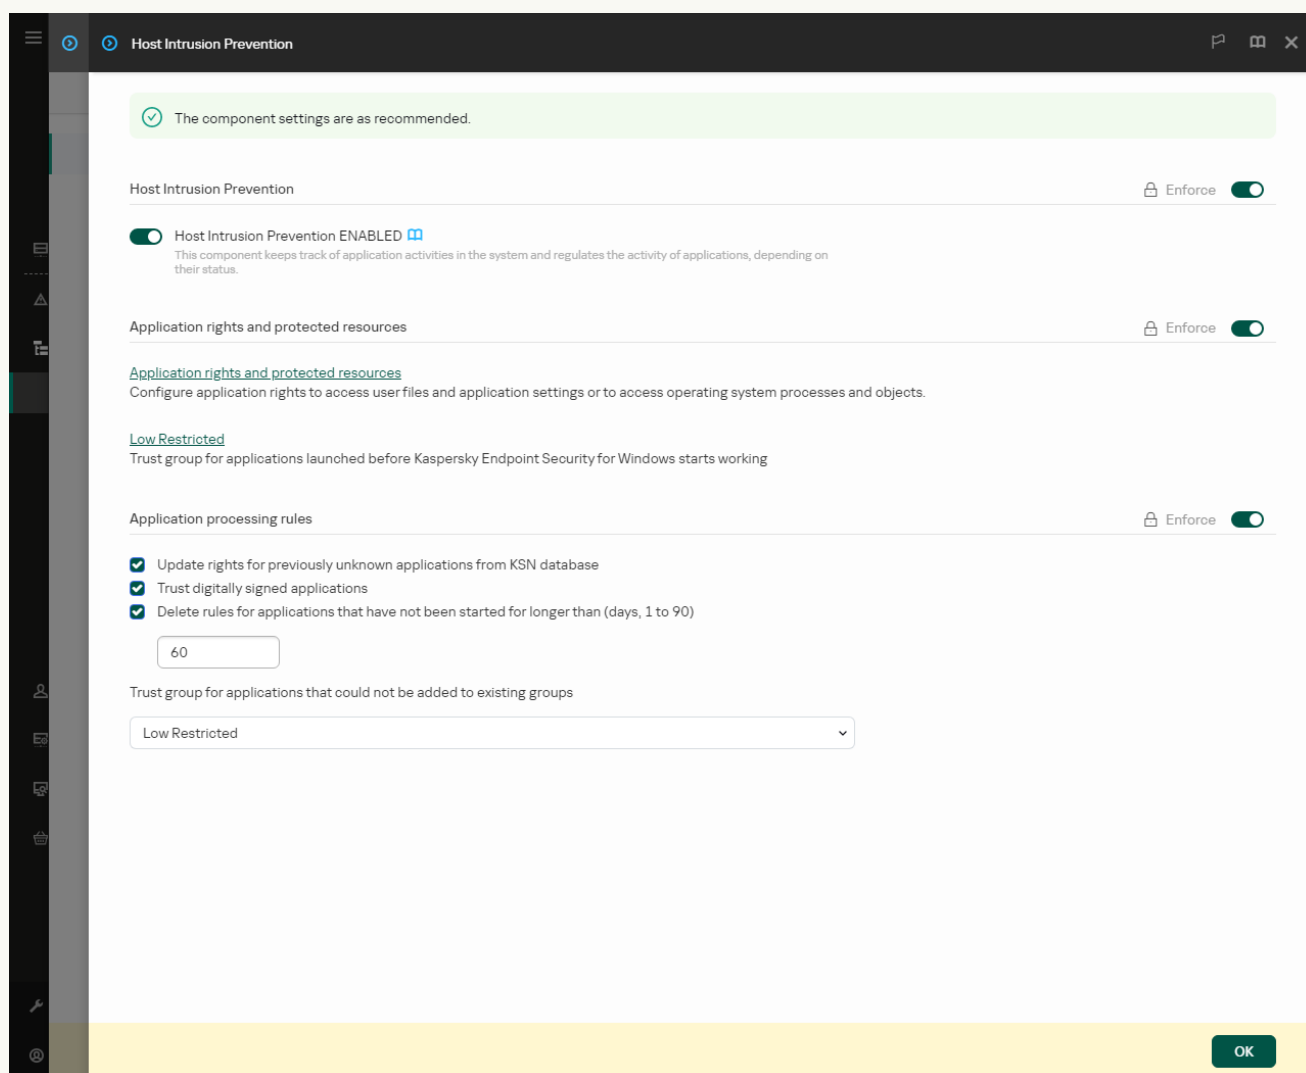 Host Intrusion Prevention
The component settings are as recommended.
Host Intrusion Prevention
Enforce
Host Intrusion Prevention ENABLED
This component keeps track of application activities in the system and regulates the activity of applications, depending on
their status.
Application rights and protected resources
Enforce
Application rights and protected resources
Configure application rights to access user files and application settings or to access operating system processes and objects.
Low Restricted
Trust group for applications launched before Kaspersky Endpoint Security for Windows starts working
Application processing rules
Enforce
Update rights for previously unknown applications from KSN database
Trust digitally signed applications
Delete rules for applications that have not been started for longer than (days, 1 to 90)
60
Trust group for applications that could not be added to existing groups
Low Restricted
OK